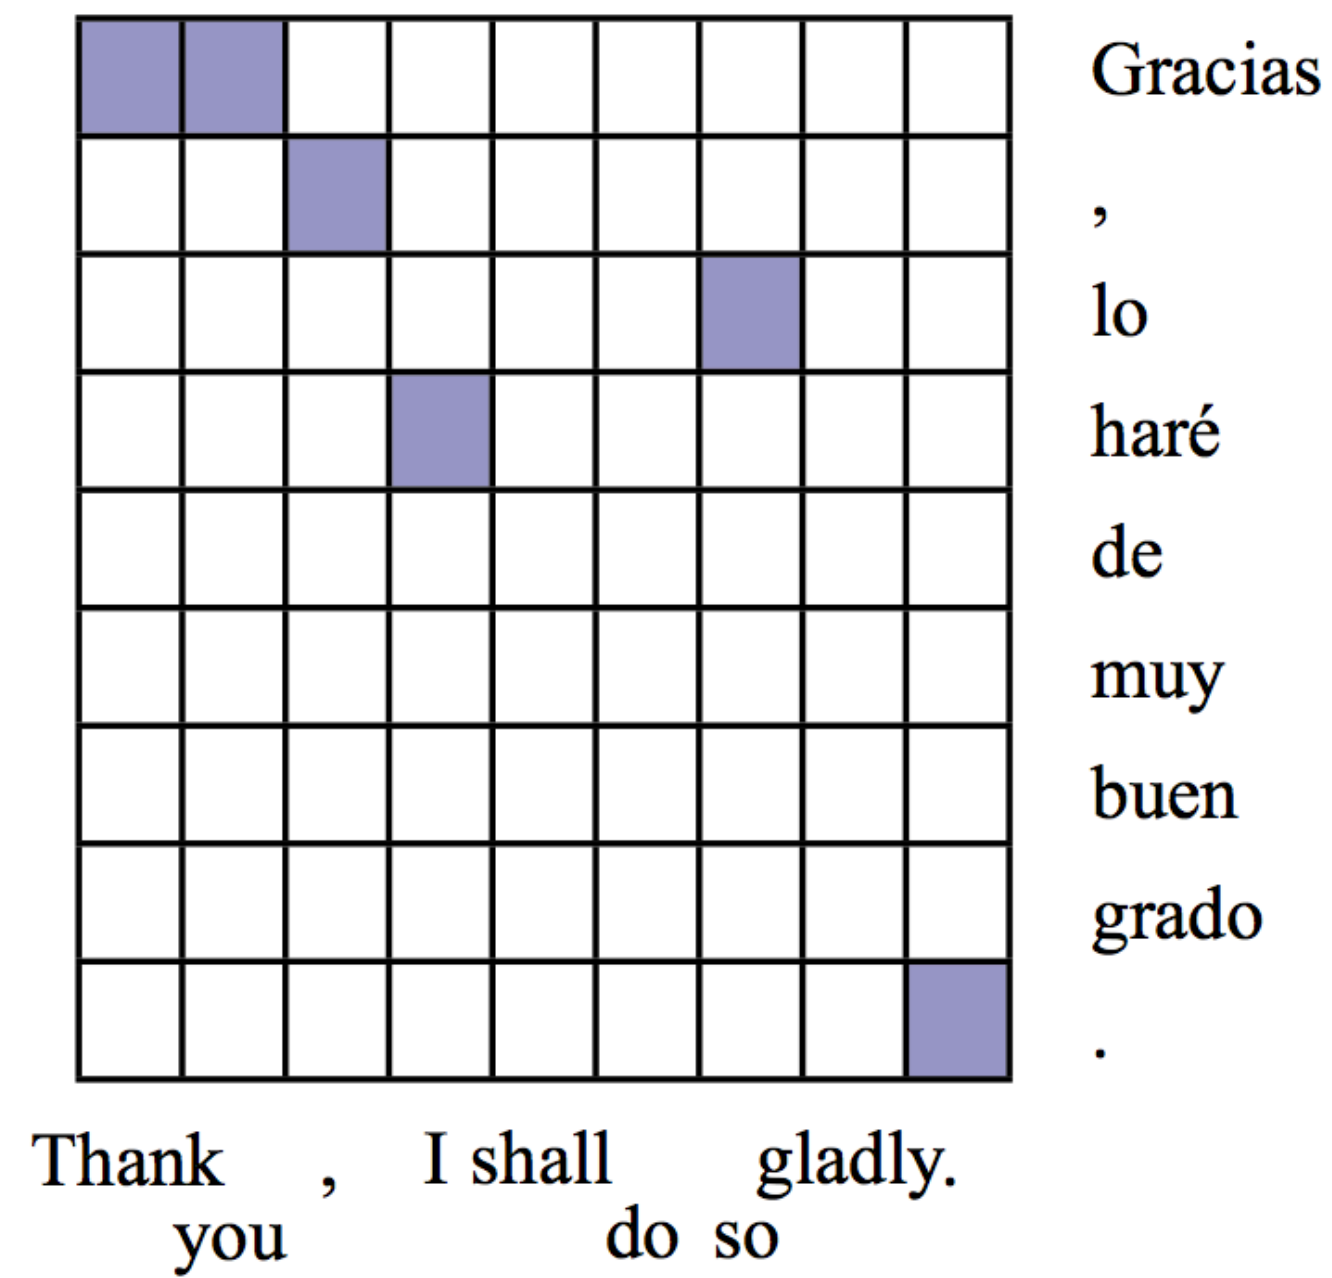 Gracias
,
lo
haré
de
muy
buen
grado
.
Thank , I shall gladly.
you do so